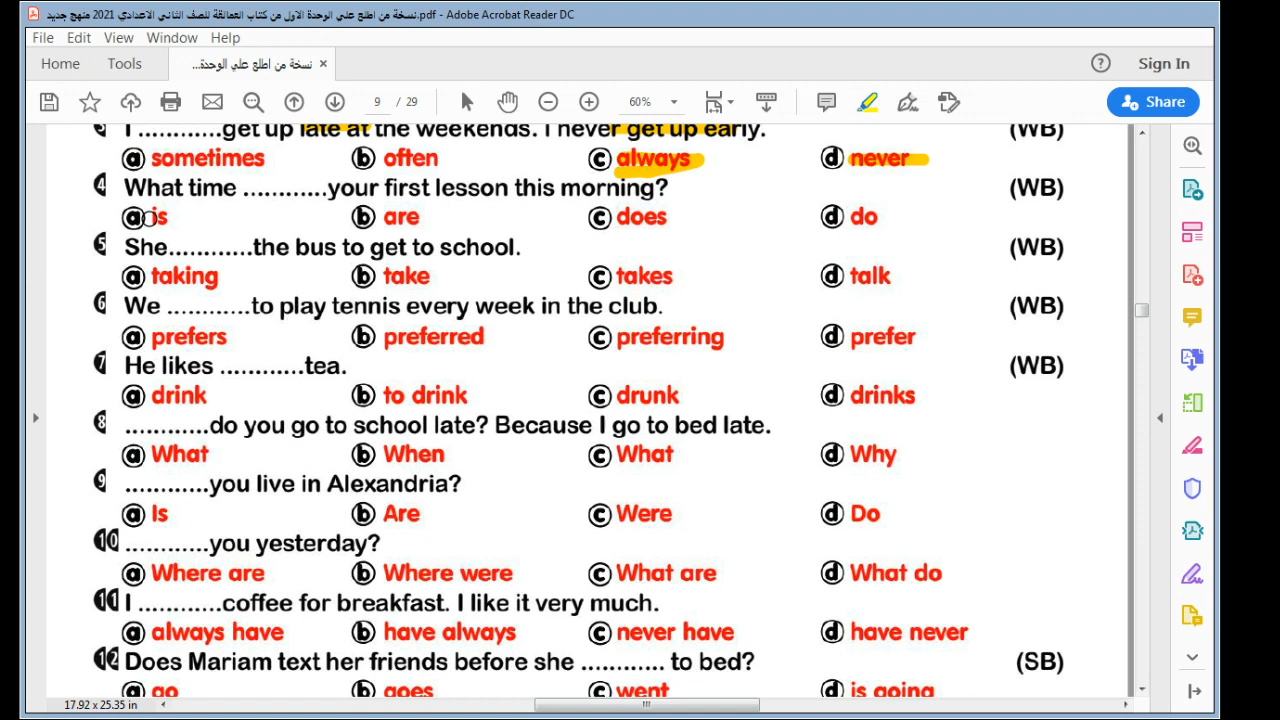 نسخة من اطلع علي الوحدة الاول من كتاب العمالقة للصف الثاني الاعدادي 2021 منهج جديد.pdf - Adobe Acrobat Reader DC
File Edit View Window Help
Home Tools نسخة من اطلع علي الوحدة... × Sign In
9 / 29 60% Share
I ............get up late at the weekends. I never get up early. (WB)
a sometimes b often c always d never
4 What time ............your first lesson this morning? (WB)
a is b are c does d do
5 She............the bus to get to school. (WB)
a taking b take c takes d talk
6 We ............to play tennis every week in the club. (WB)
a prefers b preferred c preferring d prefer
7 He likes ............tea. (WB)
a drink b to drink c drunk d drinks
8 ............do you go to school late? Because I go to bed late.
a What b When c What d Why
9 ............you live in Alexandria?
a Is b Are c Were d Do
10 ............you yesterday?
a Where are b Where were c What are d What do
11 I ............coffee for breakfast. I like it very much.
a always have b have always c never have d have never
12 Does Mariam text her friends before she ............ to bed? (SB)
a go b goes c went d is going
17.92 x 25.35 in